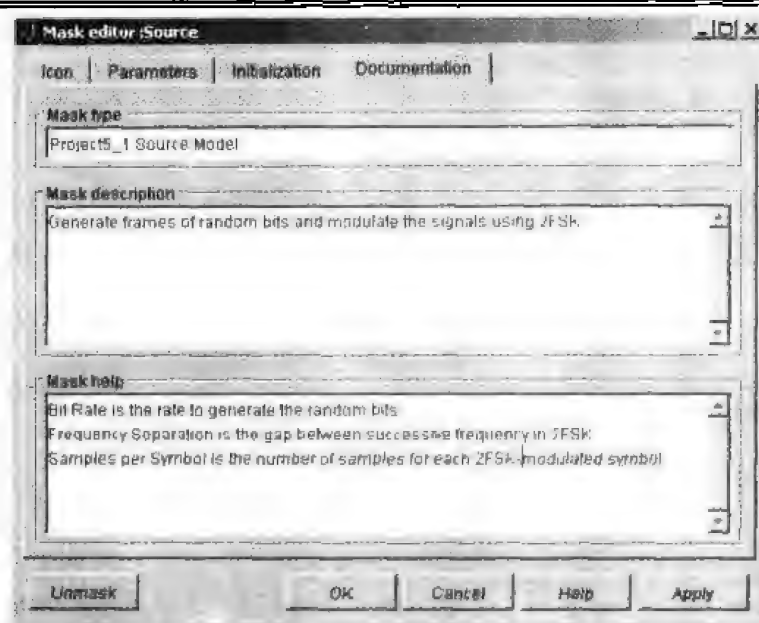 Mask editor:Source
Icon Parameters Initialization Documentation
Mask type
Project5_1 Source Model
Mask description
Generate frames of random bits and modulate the signals using 2FSK
Mask help
Bit Rate is the rate to generate the random bits
Frequency Separation is the gap between successive frequency in 2FSK
Samples per Symbol is the number of samples for each 2FSK-modulated symbol
Unmask OK Cancel Help Apply